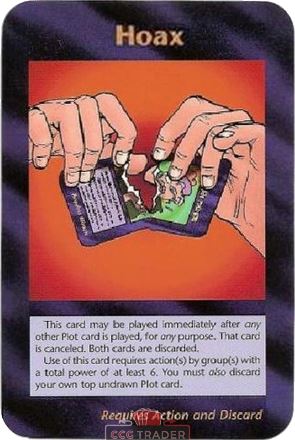 Hoax
This card may be played immediately after any
other Plot card is played, for any purpose. That card
is canceled. Both cards are discarded.
Use of this card requires action(s) by group(s) with
a total power of at least 6. You must also discard
your own top undrawn Plot card.
Requires Action and Discard
CCG TRADER